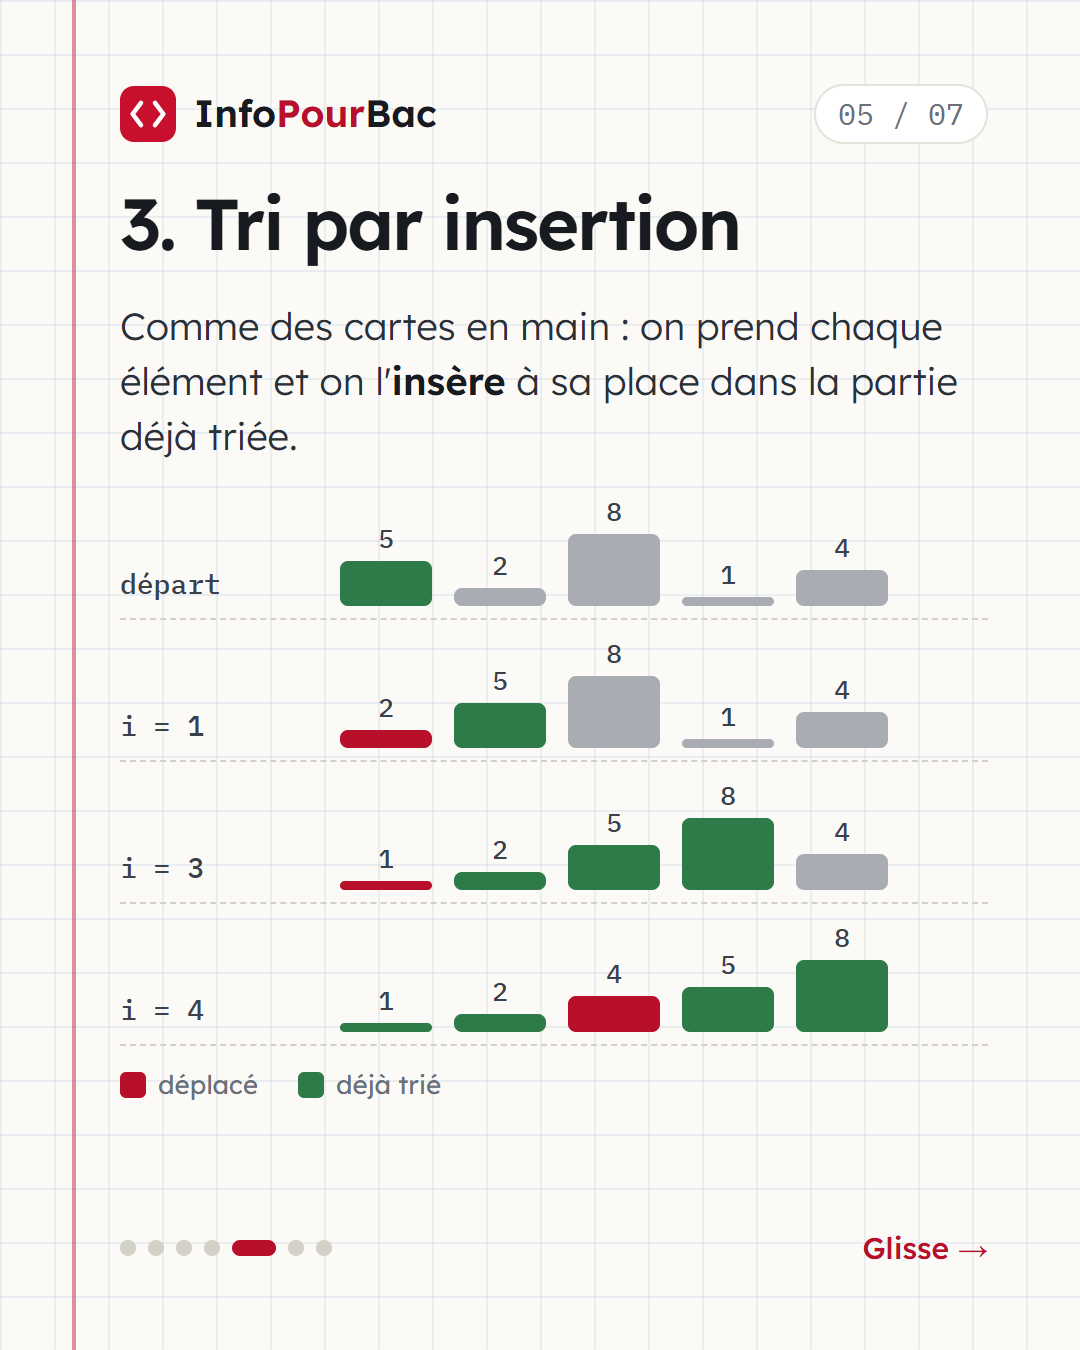 InfoPourBac
05 / 07
3. Tri par insertion
Comme des cartes en main : on prend chaque
élément et on l'insère à sa place dans la partie
déjà triée.
départ 5 2 8 1 4
i = 1 2 5 8 1 4
i = 3 1 2 5 8 4
i = 4 1 2 4 5 8
déplacé déjà trié
Glisse →